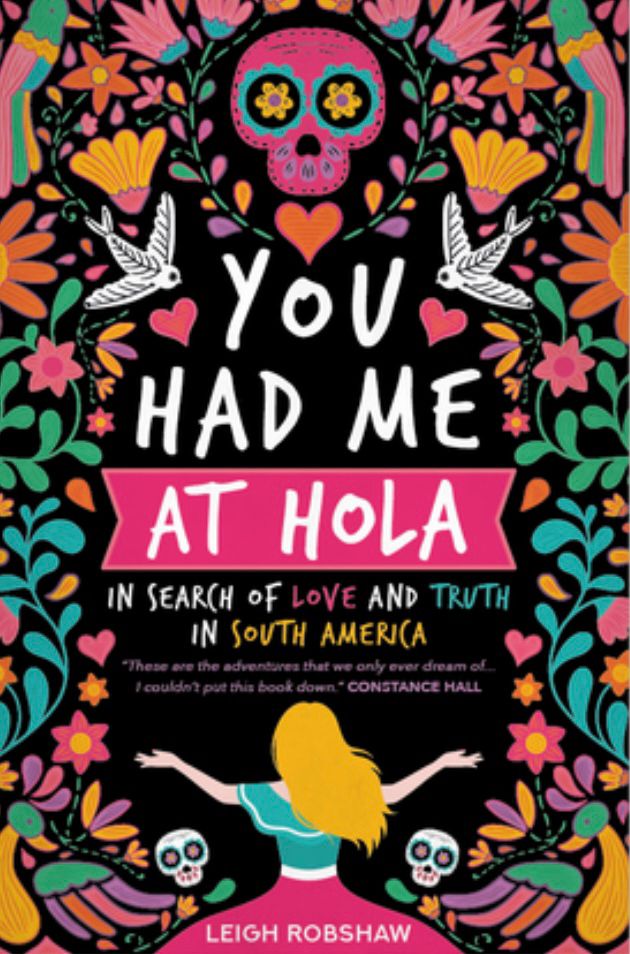 YOU
HAD ME
AT HOLA
IN SEARCH OF LOVE AND TRUTH
IN SOUTH AMERICA
"These are the adventures that we only ever dream of...
I couldn't put this book down." CONSTANCE HALL
LEIGH ROBSHAW